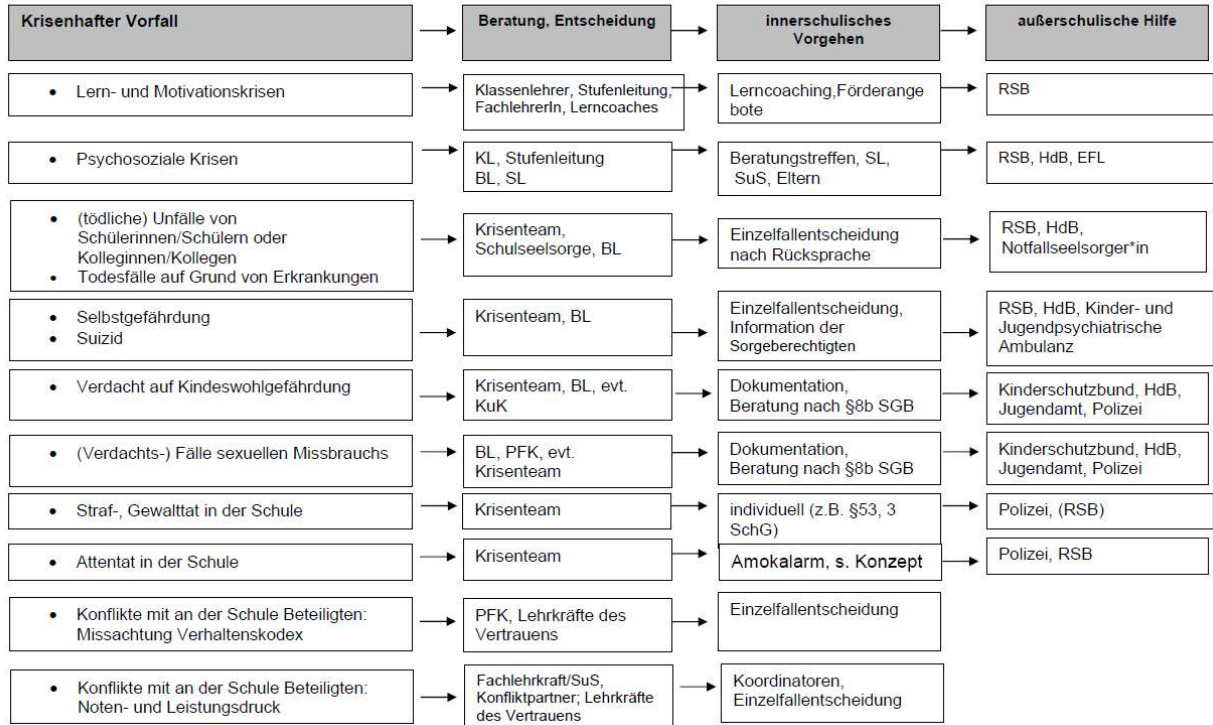 Krisenhafter Vorfall
Beratung, Entscheidung
innerschulisches
Vorgehen
außerschulische Hilfe
• Lern- und Motivationskrisen
Klassenlehrer, Stufenleitung,
FachlehrerIn, Lerncoaches
Lerncoaching,Förderange
bote
RSB
• Psychosoziale Krisen
KL, Stufenleitung
BL, SL
Beratungstreffen, SL,
SuS, Eltern
RSB, HdB, EFL
• (tödliche) Unfälle von
Schülerinnen/Schülern oder
Kolleginnen/Kollegen
• Todesfälle auf Grund von Erkrankungen
Krisenteam,
Schulseelsorge, BL
Einzelfallentscheidung
nach Rücksprache
RSB, HdB,
Notfallseelsorger*in
• Selbstgefährdung
• Suizid
Krisenteam, BL
Einzelfallentscheidung,
Information der
Sorgeberechtigten
RSB, HdB, Kinder- und
Jugendpsychiatrische
Ambulanz
• Verdacht auf Kindeswohlgefährdung
Krisenteam, BL, evt.
KuK
Dokumentation,
Beratung nach §8b SGB
Kinderschutzbund, HdB,
Jugendamt, Polizei
• (Verdachts-) Fälle sexuellen Missbrauchs
BL, PFK, evt.
Krisenteam
Dokumentation,
Beratung nach §8b SGB
Kinderschutzbund, HdB,
Jugendamt, Polizei
• Straf-, Gewalttat in der Schule
Krisenteam
individuell (z.B. §53, 3
SchG)
Polizei, (RSB)
• Attentat in der Schule
Krisenteam
Amokalarm, s. Konzept
Polizei, RSB
• Konflikte mit an der Schule Beteiligten:
Missachtung Verhaltenskodex
PFK, Lehrkräfte des
Vertrauens
Einzelfallentscheidung
• Konflikte mit an der Schule Beteiligten:
Noten- und Leistungsdruck
Fachlehrkraft/SuS,
Konfliktpartner; Lehrkräfte
des Vertrauens
Koordinatoren,
Einzelfallentscheidung